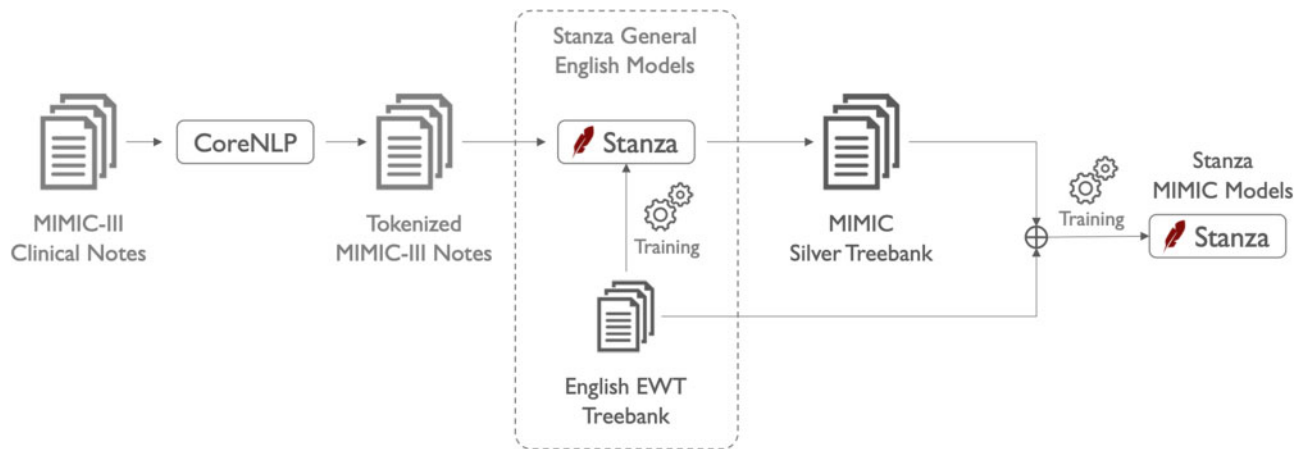 Stanza General
English Models
CoreNLP
Stanza
MIMIC-III
Clinical Notes
Tokenized
MIMIC-III Notes
Training
MIMIC
Silver Treebank
Training
Stanza
MIMIC Models
Stanza
English EWT
Treebank